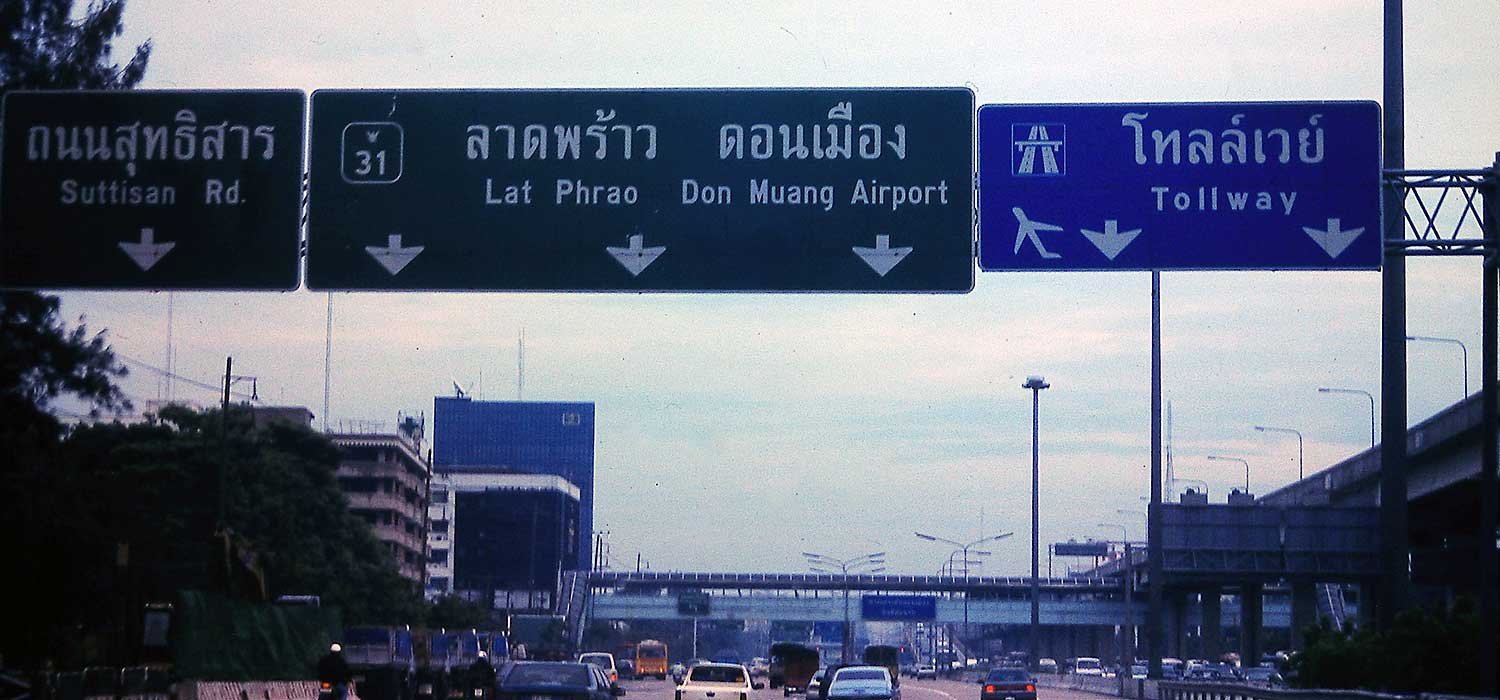 ถนนสุทธิสาร
Suttisan Rd.
31
ลาดพร้าว ดอนเมือง
Lat Phrao Don Muang Airport
โทลล์เวย์
Tollway